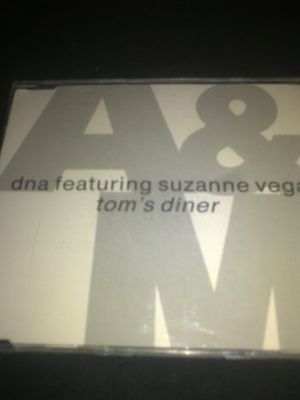 A&
dna featuring suzanne vega
tom's diner
M